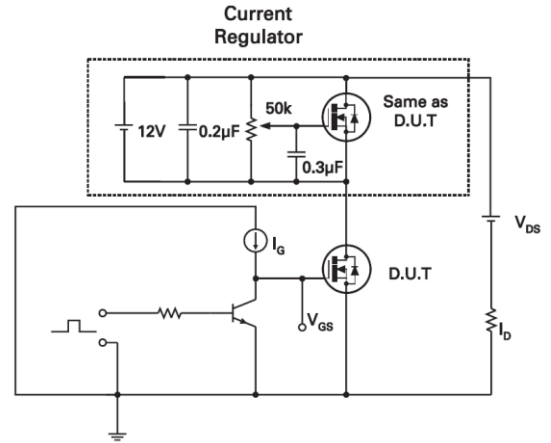 Current
Regulator
12V
0.2µF
50k
0.3µF
Same as
D.U.T
I_G
D.U.T
V_GS
V_DS
I_D